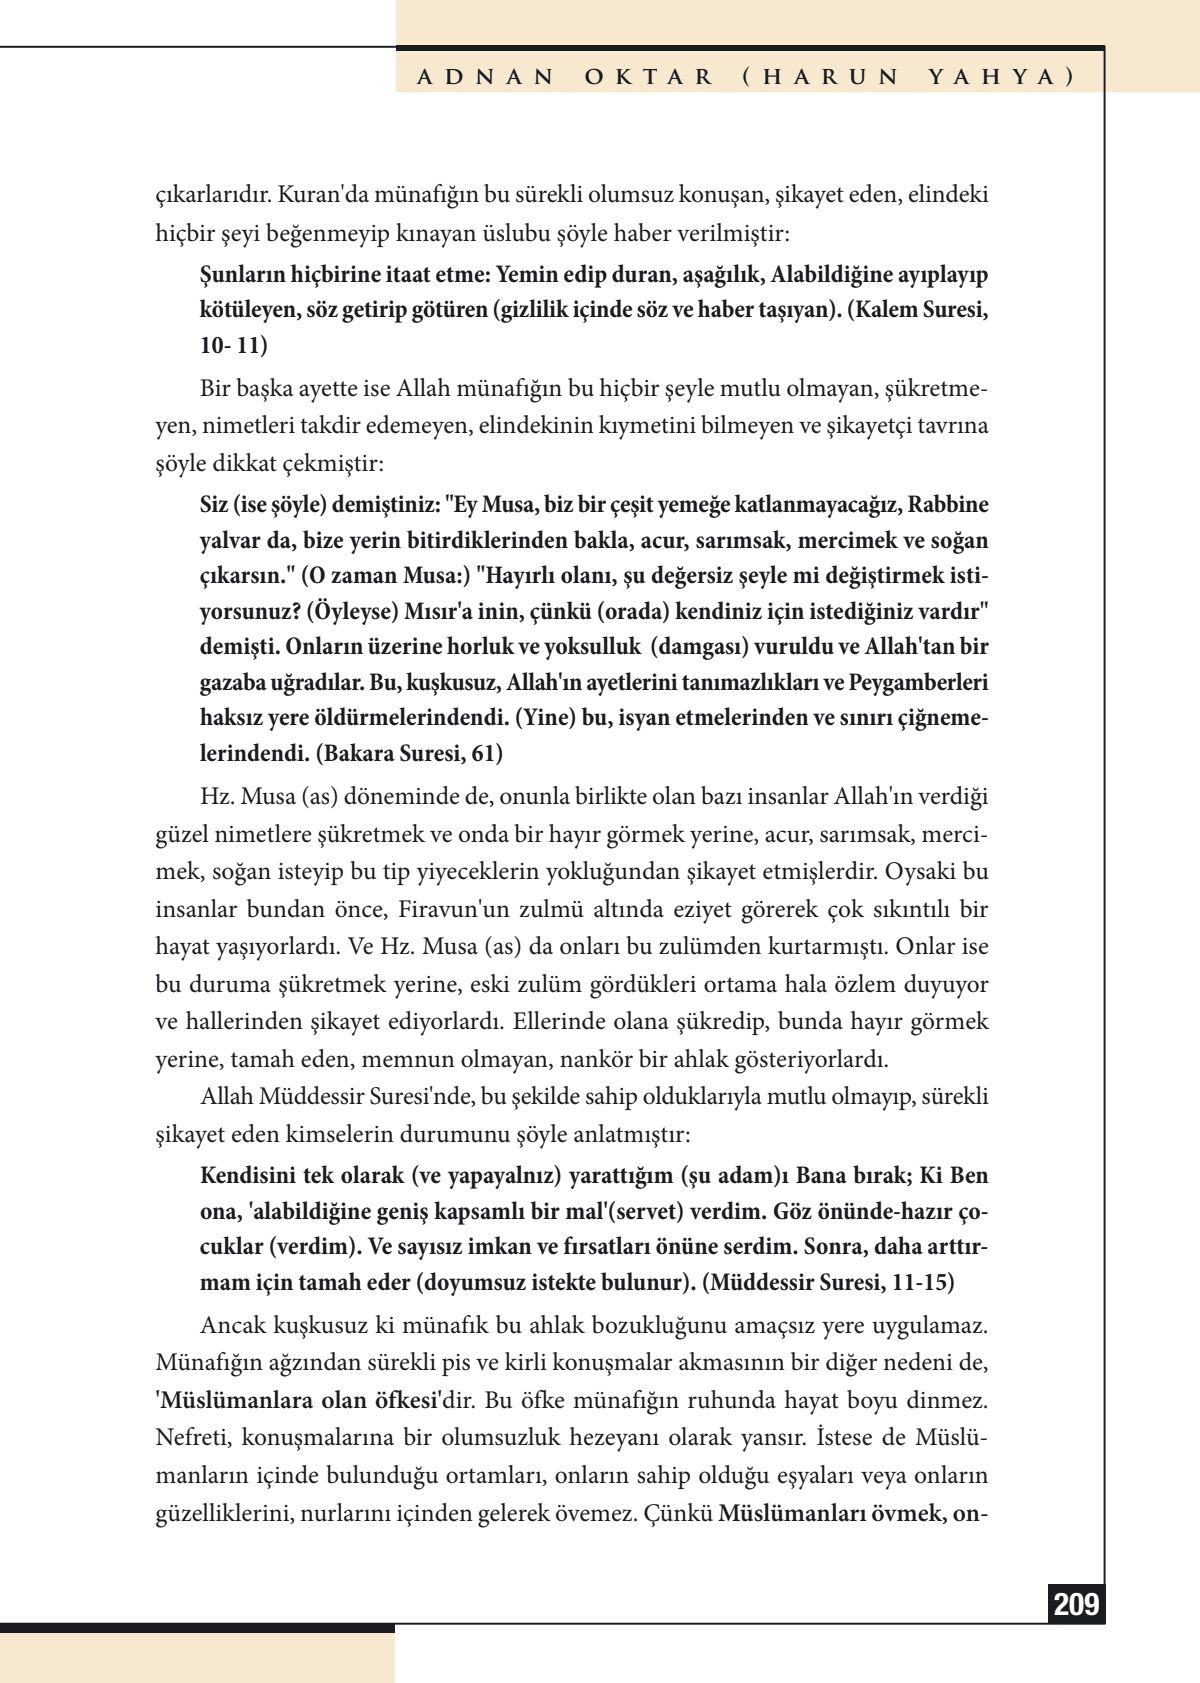 ADNAN OKTAR (HARUN YAHYA)
çıkarlarıdır. Kuran'da münafığın bu sürekli olumsuz konuşan, şikayet eden, elindeki
hiçbir şeyi beğenmeyip kınayan üslubu şöyle haber verilmiştir:
Şunların hiçbirine itaat etme: Yemin edip duran, aşağılık, Alabildiğine ayıplayıp
kötüleyen, söz getirip götüren (gizlilik içinde söz ve haber taşıyan). (Kalem Suresi,
10- 11)
Bir başka ayette ise Allah münafığın bu hiçbir şeyle mutlu olmayan, şükretme-
yen, nimetleri takdir edemeyen, elindekinin kıymetini bilmeyen ve şikayetçi tavrına
şöyle dikkat çekmiştir:
Siz (ise şöyle) demiştiniz: "Ey Musa, biz bir çeşit yemeğe katlanmayacağız, Rabbine
yalvar da, bize yerin bitirdiklerinden bakla, acur, sarımsak, mercimek ve soğan
çıkarsın." (O zaman Musa:) "Hayırlı olanı, şu değersiz şeyle mi değiştirmek isti-
yorsunuz? (Öyleyse) Mısır'a inin, çünkü (orada) kendiniz için istediğiniz vardır"
demişti. Onların üzerine horluk ve yoksulluk (damgası) vuruldu ve Allah'tan bir
gazaba uğradılar. Bu, kuşkusuz, Allah'ın ayetlerini tanımazlıkları ve Peygamberleri
haksız yere öldürmelerindendi. (Yine) bu, isyan etmelerinden ve sınırı çiğneme-
lerindendi. (Bakara Suresi, 61)
Hz. Musa (as) döneminde de, onunla birlikte olan bazı insanlar Allah'ın verdiği
güzel nimetlere şükretmek ve onda bir hayır görmek yerine, acur, sarımsak, merci-
mek, soğan isteyip bu tip yiyeceklerin yokluğundan şikayet etmişlerdir. Oysaki bu
insanlar bundan önce, Firavun'un zulmü altında eziyet görerek çok sıkıntılı bir
hayat yaşıyorlardı. Ve Hz. Musa (as) da onları bu zulümden kurtarmıştı. Onlar ise
bu duruma şükretmek yerine, eski zulüm gördükleri ortama hala özlem duyuyor
ve hallerinden şikayet ediyorlardı. Ellerinde olana şükredip, bunda hayır görmek
yerine, tamah eden, memnun olmayan, nankör bir ahlak gösteriyorlardı.
Allah Müddessir Suresi'nde, bu şekilde sahip olduklarıyla mutlu olmayıp, sürekli
şikayet eden kimselerin durumunu şöyle anlatmıştır:
Kendisini tek olarak (ve yapayalnız) yarattığım (şu adam)ı Bana bırak; Ki Ben
ona, 'alabildiğine geniş kapsamlı bir mal'(servet) verdim. Göz önünde-hazır ço-
cuklar (verdim). Ve sayısız imkan ve fırsatları önüne serdim. Sonra, daha arttır-
mam için tamah eder (doyumsuz istekte bulunur). (Müddessir Suresi, 11-15)
Ancak kuşkusuz ki münafık bu ahlak bozukluğunu amaçsız yere uygulamaz.
Münafığın ağzından sürekli pis ve kirli konuşmalar akmasının bir diğer nedeni de,
'Müslümanlara olan öfkesi'dir. Bu öfke münafığın ruhunda hayat boyu dinmez.
Nefreti, konuşmalarına bir olumsuzluk hezeyanı olarak yansır. İstese de Müslü-
manların içinde bulunduğu ortamları, onların sahip olduğu eşyaları veya onların
güzelliklerini, nurlarını içinden gelerek övemez. Çünkü Müslümanları övmek, on-
209